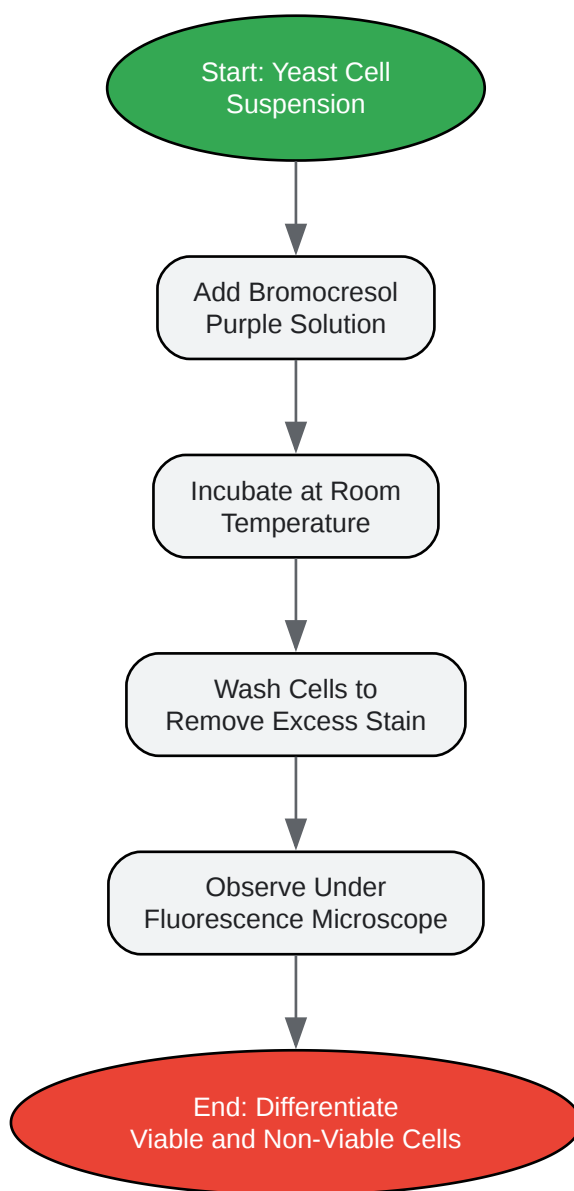 Start: Yeast Cell
Suspension
Add Bromocresol
Purple Solution
Incubate at Room
Temperature
Wash Cells to
Remove Excess Stain
Observe Under
Fluorescence Microscope
End: Differentiate
Viable and Non-Viable Cells